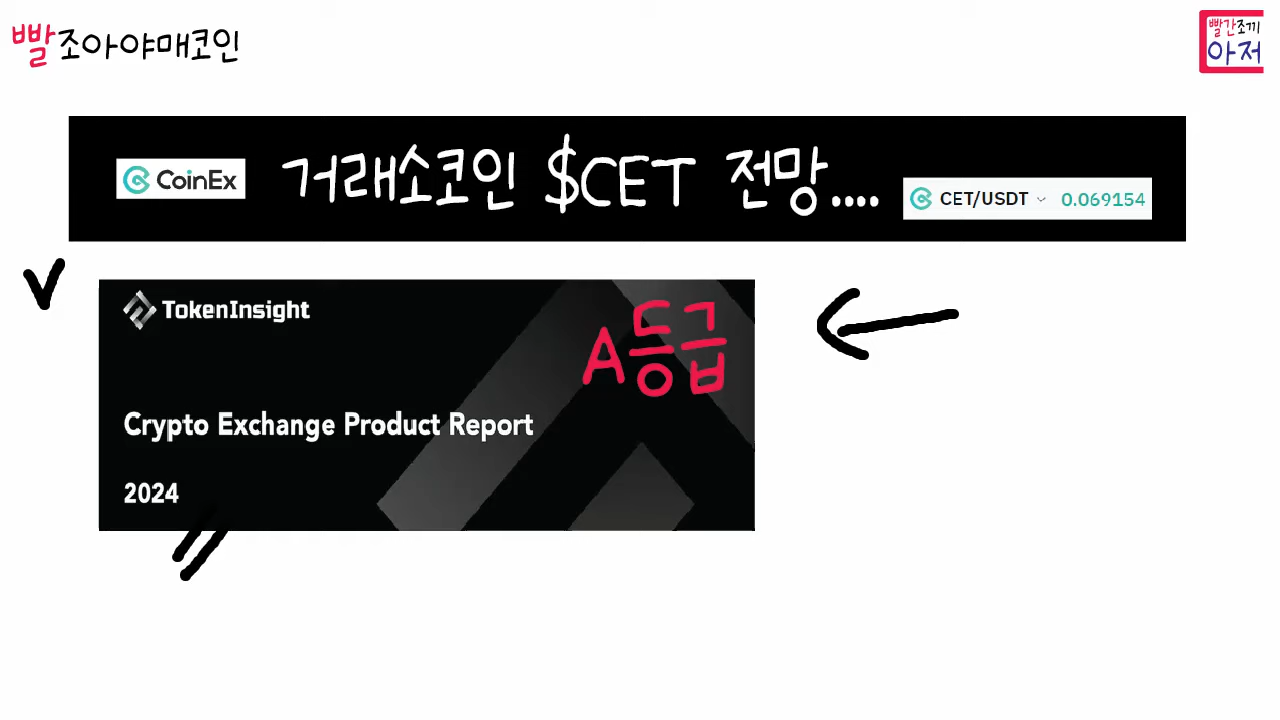 빨조아야매코인
빨간조끼
아저
CoinEx 거래소코인 $CET 전망....
CET/USDT 0.069154
TokenInsight
A등급
Crypto Exchange Product Report
2024